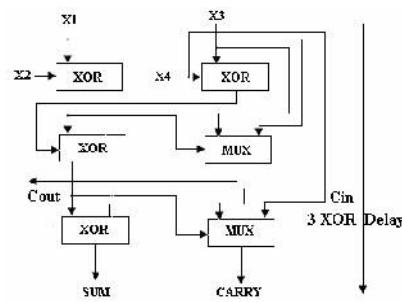 X1 X3
X2 XOR X4 XOR
XOR MUX
Cout Cin
3 XOR Delay
XOR MUX
SUM CARRY